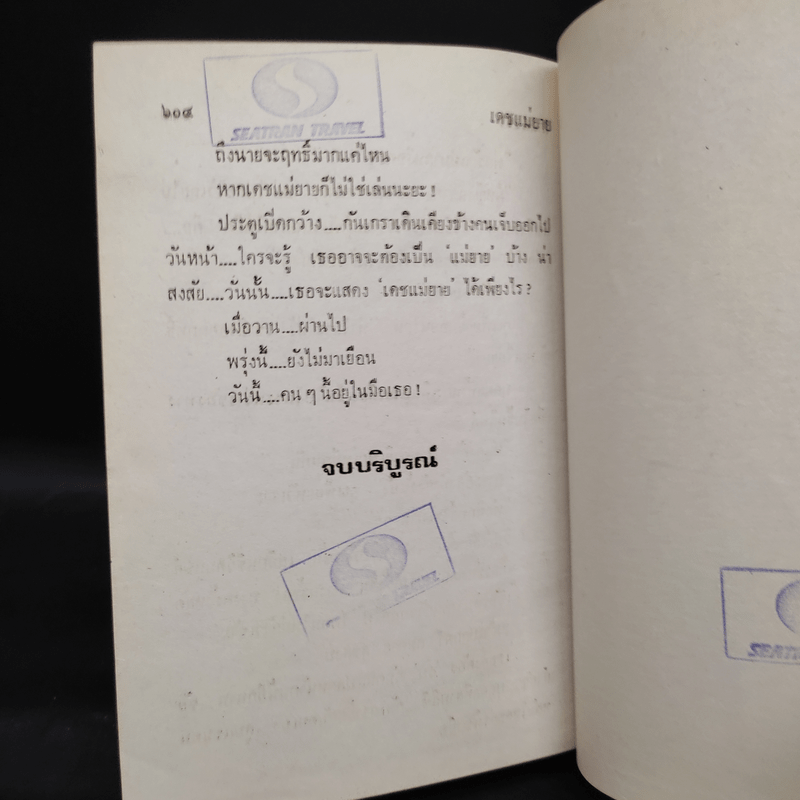 SEATRAN TRAVEL
๒๐๔ เดชแม่ยาย
ถึงนายจะฤทธิ์มากแค่ไหน
หากเดชแม่ยายก็ไม่ใช่เล่นนะยะ!
ประตูเปิดกว้าง....กันเกราเดินเคียงข้างคนเจ็บออกไป
วันหน้า....ใครจะรู้ เธออาจจะต้องเป็น 'แม่ยาย' บ้าง น่า
สงสัย....วันนั้น....เธอจะแสดง 'เดชแม่ยาย' ได้เพียงไร?
เมื่อวาน....ผ่านไป
พรุ่งนี้....ยังไม่มาเยือน
วันนี้....คน ๆ นี้อยู่ในมือเธอ!
จบบริบูรณ์
SEATRAN TRAVEL